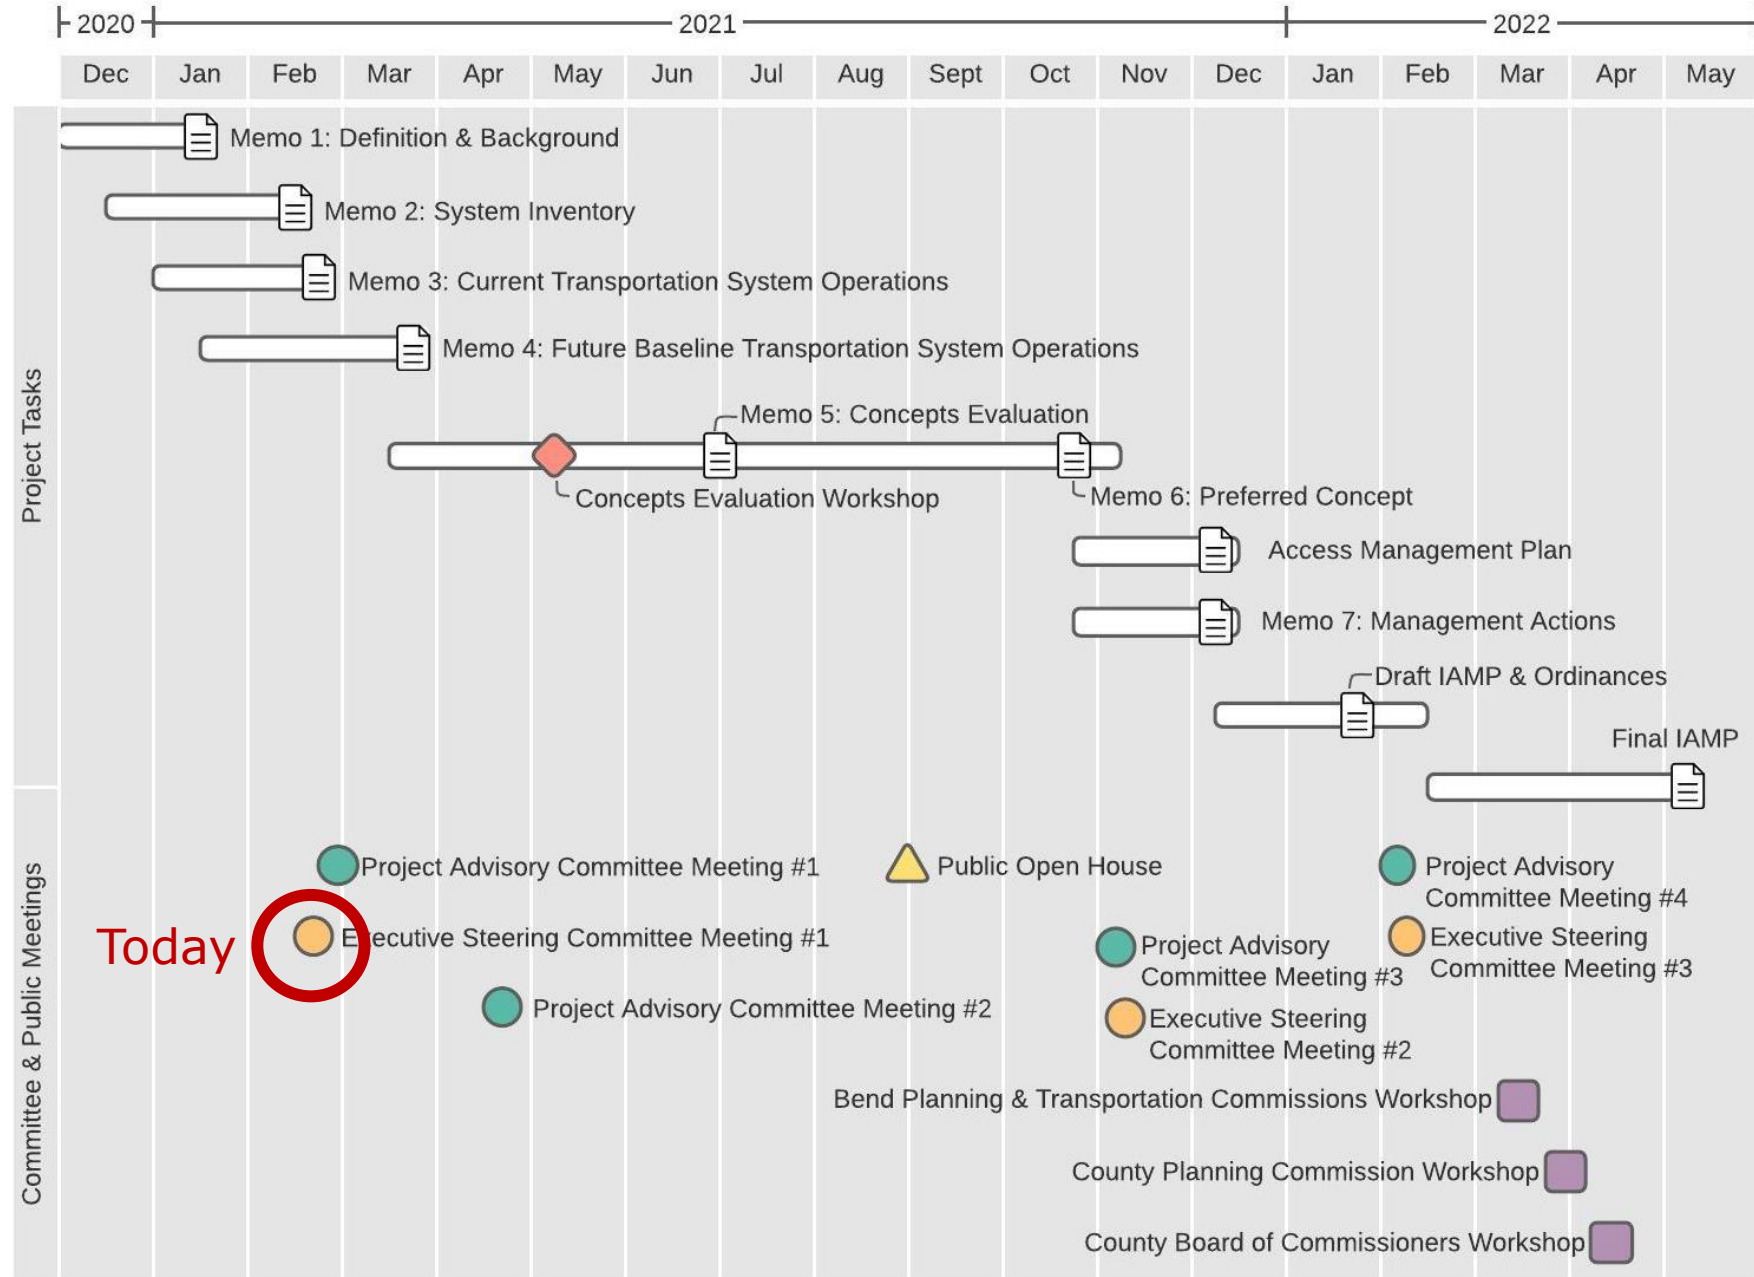 2020 2021 2022
Dec Jan Feb Mar Apr May Jun Jul Aug Sept Oct Nov Dec Jan Feb Mar Apr May
Project Tasks
Memo 1: Definition & Background
Memo 2: System Inventory
Memo 3: Current Transportation System Operations
Memo 4: Future Baseline Transportation System Operations
Memo 5: Concepts Evaluation
Concepts Evaluation Workshop
Memo 6: Preferred Concept
Access Management Plan
Memo 7: Management Actions
Draft IAMP & Ordinances
Final IAMP
Committee & Public Meetings
Project Advisory Committee Meeting #1
Public Open House
Project Advisory
Committee Meeting #4
Today
Executive Steering Committee Meeting #1
Executive Steering
Committee Meeting #3
Project Advisory
Committee Meeting #3
Project Advisory Committee Meeting #2
Executive Steering
Committee Meeting #2
Bend Planning & Transportation Commissions Workshop
County Planning Commission Workshop
County Board of Commissioners Workshop